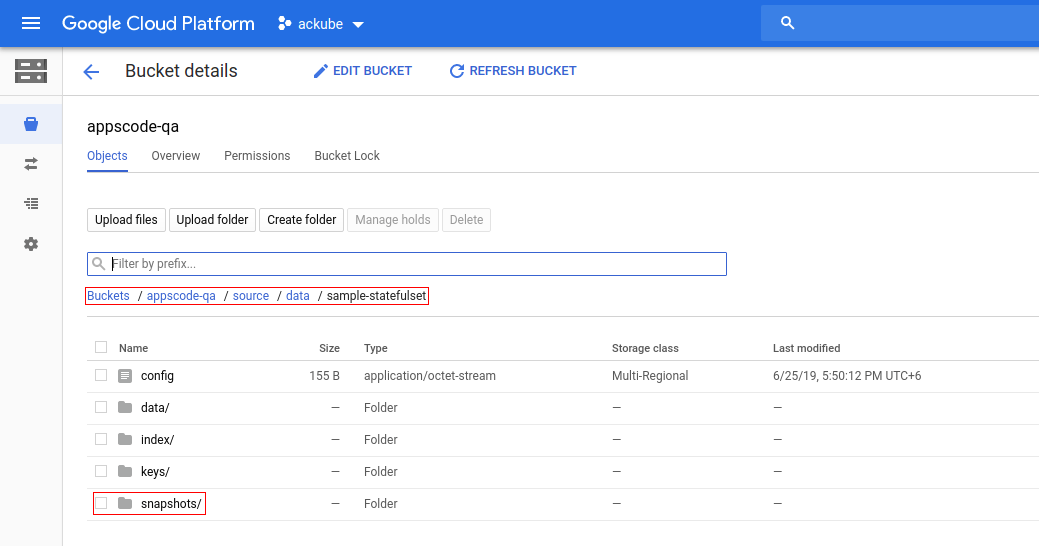 Google Cloud Platform ackube
Bucket details EDIT BUCKET REFRESH BUCKET
appscode-qa
Objects Overview Permissions Bucket Lock
Upload files Upload folder Create folder Manage holds Delete
Filter by prefix...
Buckets / appscode-qa / source / data / sample-statefulset
Name Size Type Storage class Last modified
config 155 B application/octet-stream Multi-Regional 6/25/19, 5:50:12 PM UTC+6
data/ — Folder — —
index/ — Folder — —
keys/ — Folder — —
snapshots/ — Folder — —